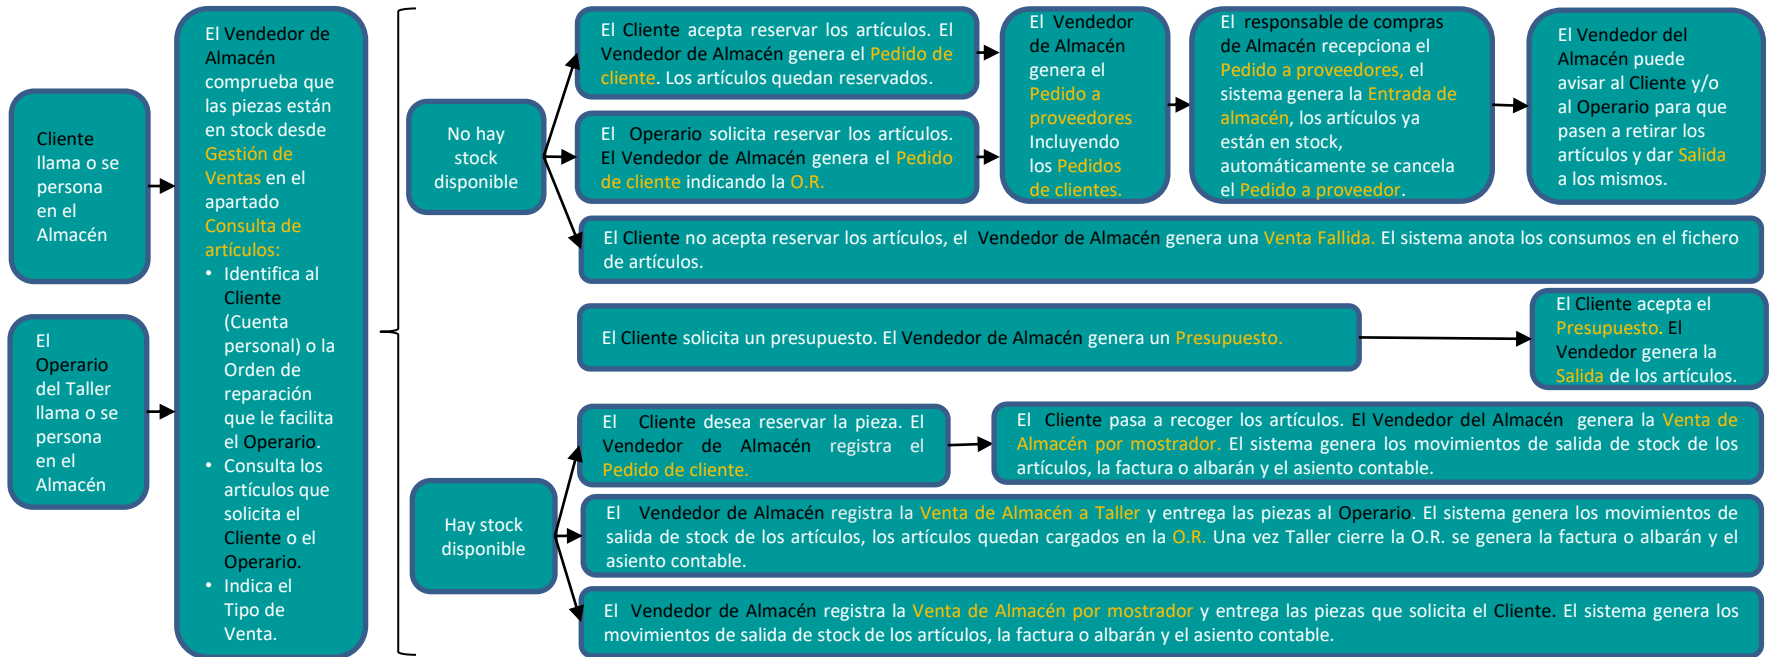 Cliente
llama o se
persona
en el
Almacén
El
Operario
del Taller
llama o se
persona
en el
Almacén
El Vendedor de
Almacén
comprueba que
las piezas están
en stock desde
Gestión de
Ventas en el
apartado
Consulta de
artículos:
• Identifica al
Cliente
(Cuenta
personal) o la
Orden de
reparación
que le facilita
el Operario.
• Consulta los
artículos que
solicita el
Cliente o el
Operario.
• Indica el
Tipo de
Venta.
No hay
stock
disponible
El Cliente acepta reservar los artículos. El
Vendedor de Almacén genera el Pedido de
cliente. Los artículos quedan reservados.
El Operario solicita reservar los artículos.
El Vendedor de Almacén genera el Pedido
de cliente indicando la O.R.
El Vendedor
de Almacén
genera el
Pedido a
proveedores
Incluyendo
los Pedidos
de clientes.
El responsable de compras
de Almacén recepciona el
Pedido a proveedores, el
sistema genera la Entrada de
almacén, los artículos ya
están en stock,
automáticamente se cancela
el Pedido a proveedor.
El Vendedor del
Almacén puede
avisar al Cliente y/o
al Operario para que
pasen a retirar los
artículos y dar Salida
a los mismos.
El Cliente no acepta reservar los artículos, el Vendedor de Almacén genera una Venta Fallida. El sistema anota los consumos en el fichero
de artículos.
El Cliente solicita un presupuesto. El Vendedor de Almacén genera un Presupuesto.
El Cliente acepta el
Presupuesto. El
Vendedor genera la
Salida de los artículos.
Hay stock
disponible
El Cliente desea reservar la pieza. El
Vendedor de Almacén registra el
Pedido de cliente.
El Cliente pasa a recoger los artículos. El Vendedor del Almacén genera la Venta de
Almacén por mostrador. El sistema genera los movimientos de salida de stock de los
artículos, la factura o albarán y el asiento contable.
El Vendedor de Almacén registra la Venta de Almacén a Taller y entrega las piezas al Operario. El sistema genera los movimientos de
salida de stock de los artículos, los artículos quedan cargados en la O.R. Una vez Taller cierre la O.R. se genera la factura o albarán y el
asiento contable.
El Vendedor de Almacén registra la Venta de Almacén por mostrador y entrega las piezas que solicita el Cliente. El sistema genera los
movimientos de salida de stock de los artículos, la factura o albarán y el asiento contable.